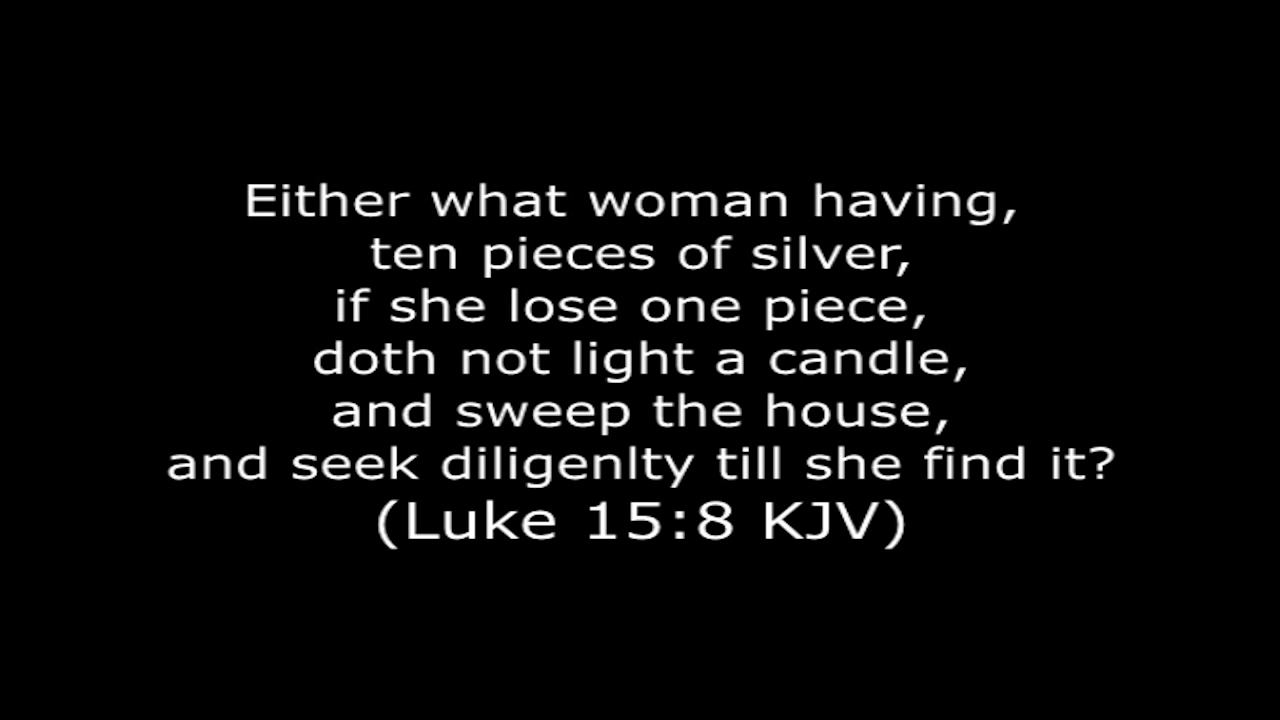 Either what woman having,
ten pieces of silver,
if she lose one piece,
doth not light a candle,
and sweep the house,
and seek diligenlty till she find it?
(Luke 15:8 KJV)